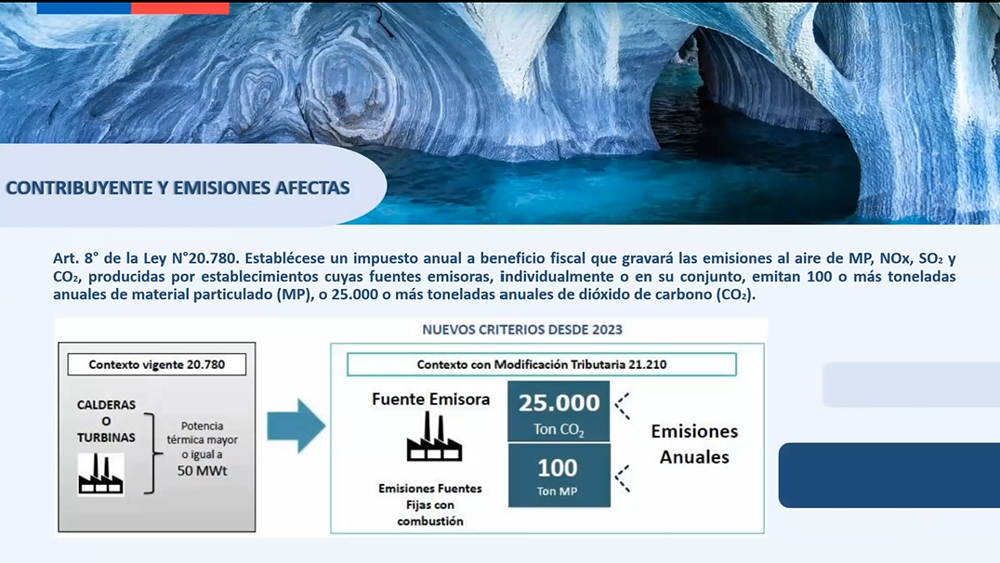 CONTRIBUYENTE Y EMISIONES AFECTAS
Art. 8° de la Ley N°20.780. Establécese un impuesto anual a beneficio fiscal que gravará las emisiones al aire de MP, NOx, SO₂ y
CO₂, producidas por establecimientos cuyas fuentes emisoras, individualmente o en su conjunto, emitan 100 o más toneladas
anuales de material particulado (MP), o 25.000 o más toneladas anuales de dióxido de carbono (CO₂).
NUEVOS CRITERIOS DESDE 2023
Contexto vigente 20.780
CALDERAS
O
TURBINAS
Potencia
térmica mayor
o igual a
50 MWt
Contexto con Modificación Tributaria 21.210
Fuente Emisora
Emisiones Fuentes
Fijas con
combustión
25.000
Ton CO₂
100
Ton MP
Emisiones
Anuales